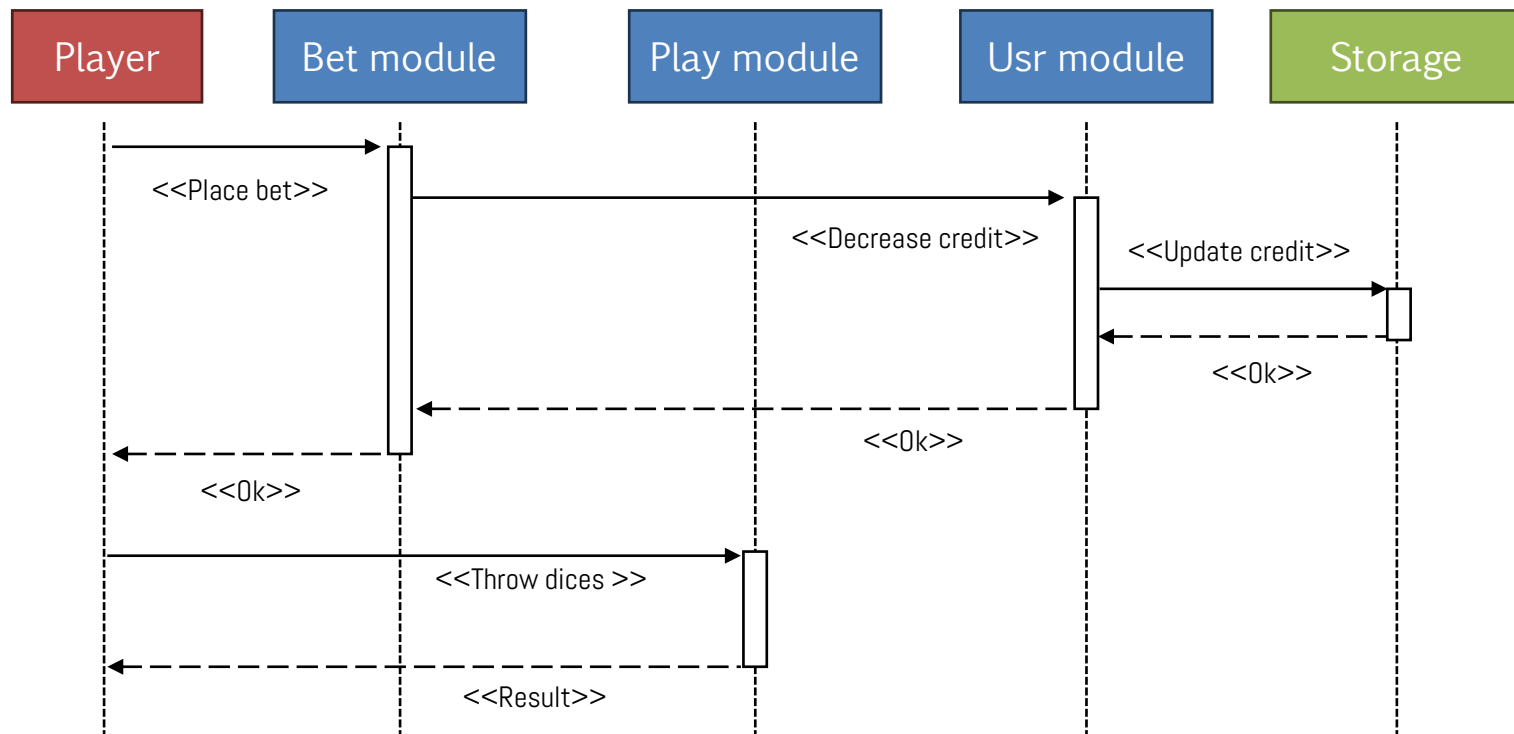 Player
Bet module
Play module
Usr module
Storage
<<Place bet>>
<<Decrease credit>>
<<Update credit>>
<<Ok>>
<<Ok>>
<<Ok>>
<<Throw dices >>
<<Result>>